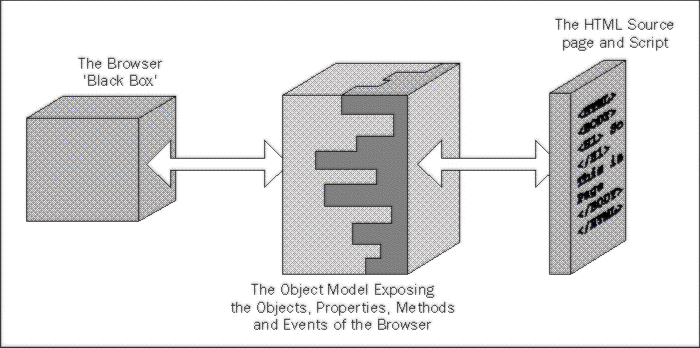 The HTML Source
page and Script
The Browser
'Black Box'
<HTML>
<BODY>
<H1> So
</H1>
this is
Page
</BODY>
</HTML>
The Object Model Exposing
the Objects, Properties, Methods
and Events of the Browser